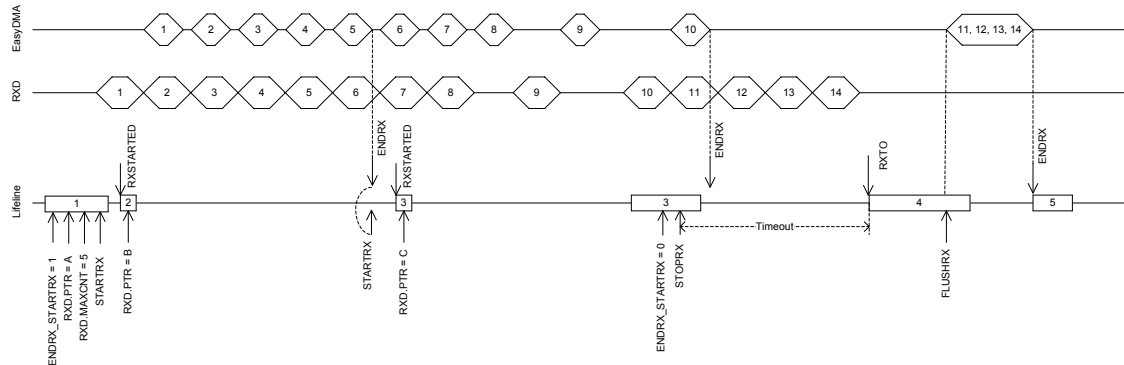 EasyDMA
1
2
3
4
5
6
7
8
9
10
11, 12, 13, 14
RXD
1
2
3
4
5
6
7
8
9
10
11
12
13
14
RXSTARTED
ENDRX
RXSTARTED
ENDRX
RXTO
ENDRX
Lifeline
1
2
3
3
4
5
Timeout
ENDRX_STARTRX = 1
RXD.PTR = A
RXD.MAXCNT = 5
STARTRX
RXD.PTR = B
STARTRX
RXD.PTR = C
ENDRX_STARTRX = 0
STOPRX
FLUSHRX